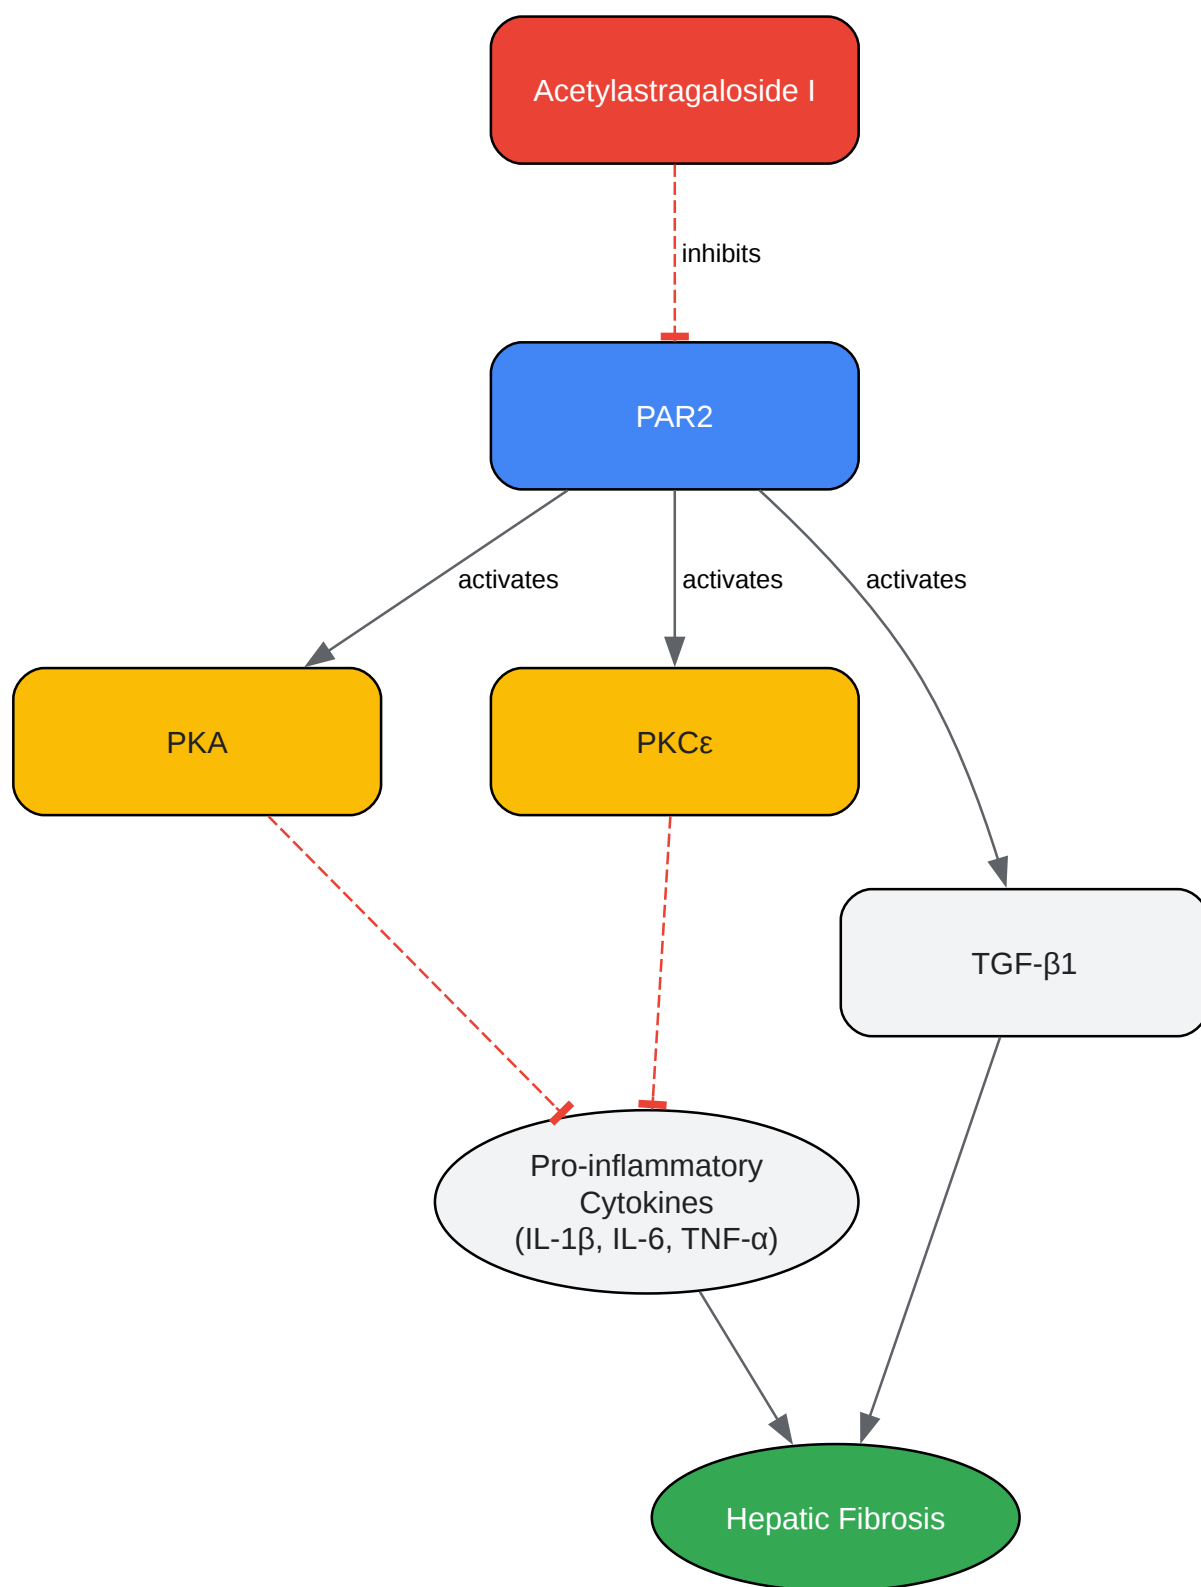 Acetylastragaloside I
inhibits
PAR2
activates
activates
activates
PKA
PKCε
TGF-β1
Pro-inflammatory
Cytokines
(IL-1β, IL-6, TNF-α)
Hepatic Fibrosis